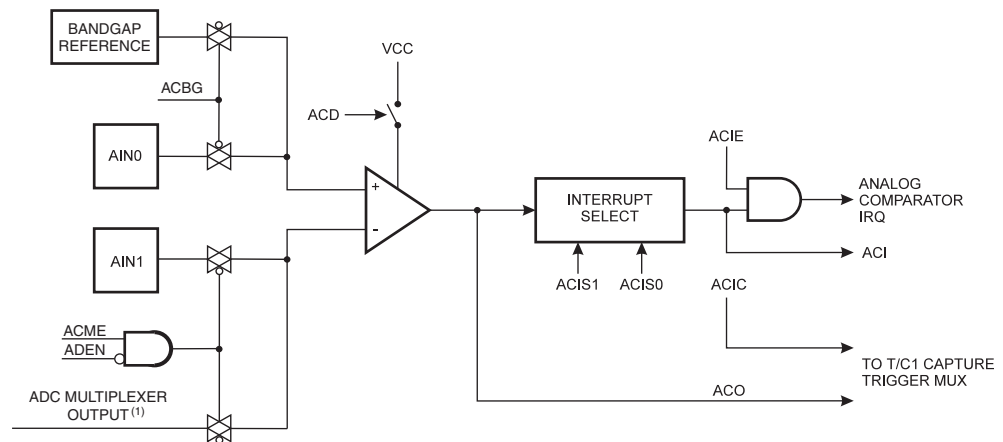 BANDGAP
REFERENCE
VCC
ACBG
ACD
AIN0
ACIE
+
-
INTERRUPT
SELECT
ANALOG
COMPARATOR
IRQ
AIN1
ACI
ACIS1
ACIS0
ACIC
ACME
ADEN
TO T/C1 CAPTURE
TRIGGER MUX
ADC MULTIPLEXER
OUTPUT (1)
ACO